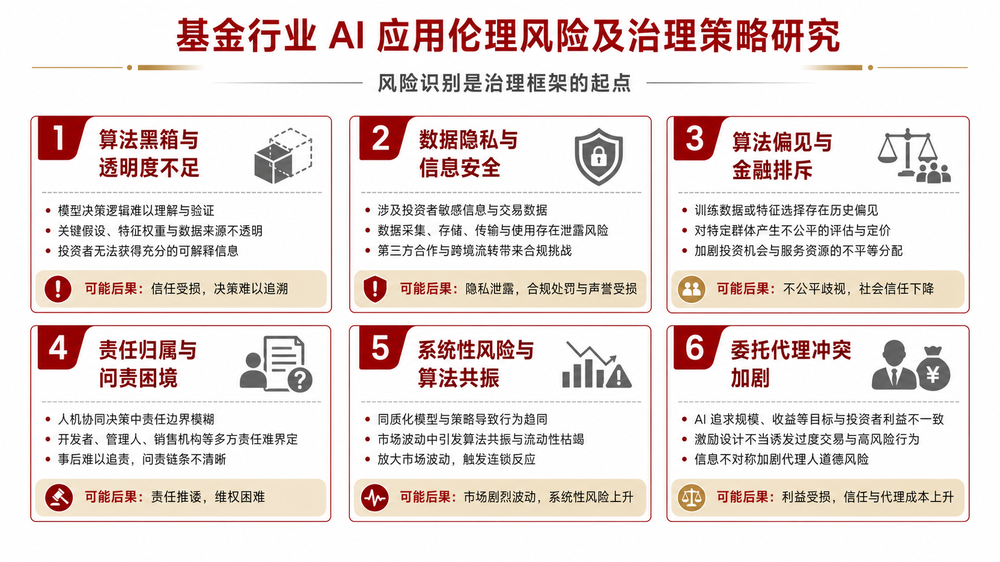 基金行业 AI 应用伦理风险及治理策略研究
风险识别是治理框架的起点
1
算法黑箱与
透明度不足
模型决策逻辑难以理解与验证
关键假设、特征权重与数据来源不透明
投资者无法获得充分的可解释信息
可能后果：信任受损，决策难以追溯
2
数据隐私与
信息安全
涉及投资者敏感信息与交易数据
数据采集、存储、传输与使用存在泄露风险
第三方合作与跨境流转带来合规挑战
可能后果：隐私泄露，合规处罚与声誉受损
3
算法偏见与
金融排斥
训练数据或特征选择存在历史偏见
对特定群体产生不公平的评估与定价
加剧投资机会与服务资源的不平等分配
可能后果：不公平歧视，社会信任下降
4
责任归属与
问责困境
?
人机协同决策中责任边界模糊
开发者、管理人、销售机构等多方责任难界定
事后难以追责，问责链条不清晰
可能后果：责任推诿，维权困难
5
系统性风险与
算法共振
同质化模型与策略导致行为趋同
市场波动中引发算法共振与流动性枯竭
放大市场波动，触发连锁反应
可能后果：市场剧烈波动，系统性风险上升
6
委托代理冲突
加剧
¥
AI 追求规模、收益等目标与投资者利益不一致
激励设计不当诱发过度交易与高风险行为
信息不对称加剧代理人道德风险
可能后果：利益受损，信任与代理成本上升